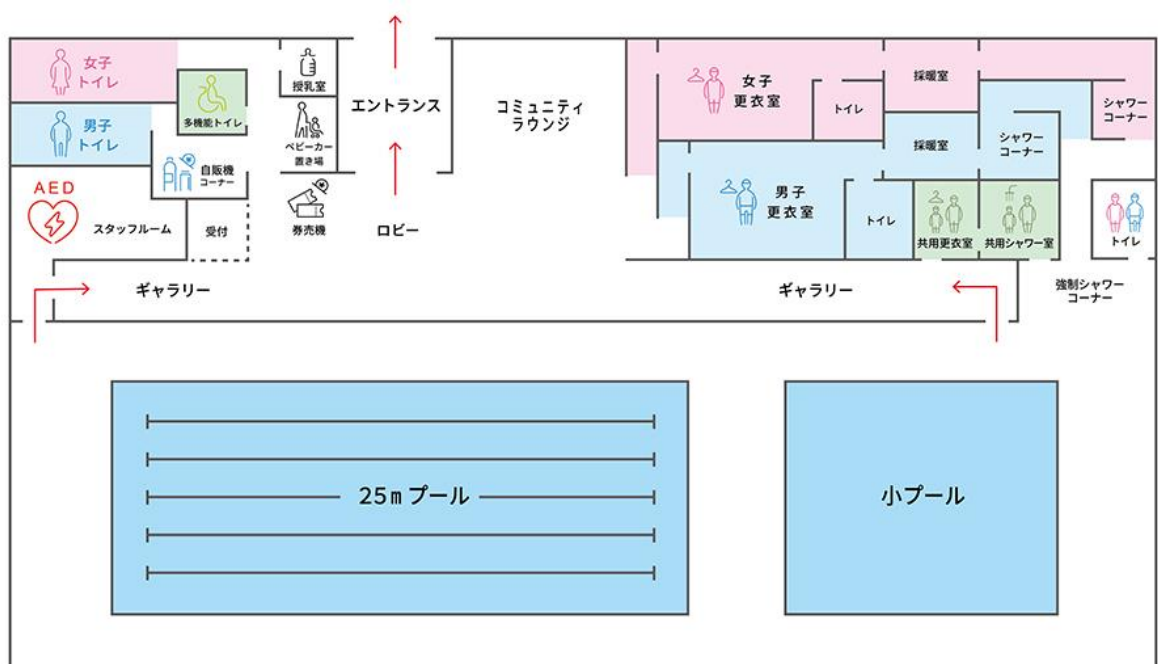 女子
トイレ
男子
トイレ
多機能トイレ
自販機
コーナー
AED
スタッフルーム
受付
授乳室
ベビーカー
置き場
券売機
エントランス
ロビー
コミュニティ
ラウンジ
女子
更衣室
トイレ
採暖室
シャワー
コーナー
男子
更衣室
トイレ
採暖室
シャワー
コーナー
共用更衣室
共用シャワー室
トイレ
ギャラリー
ギャラリー
強制シャワー
コーナー
25mプール
小プール